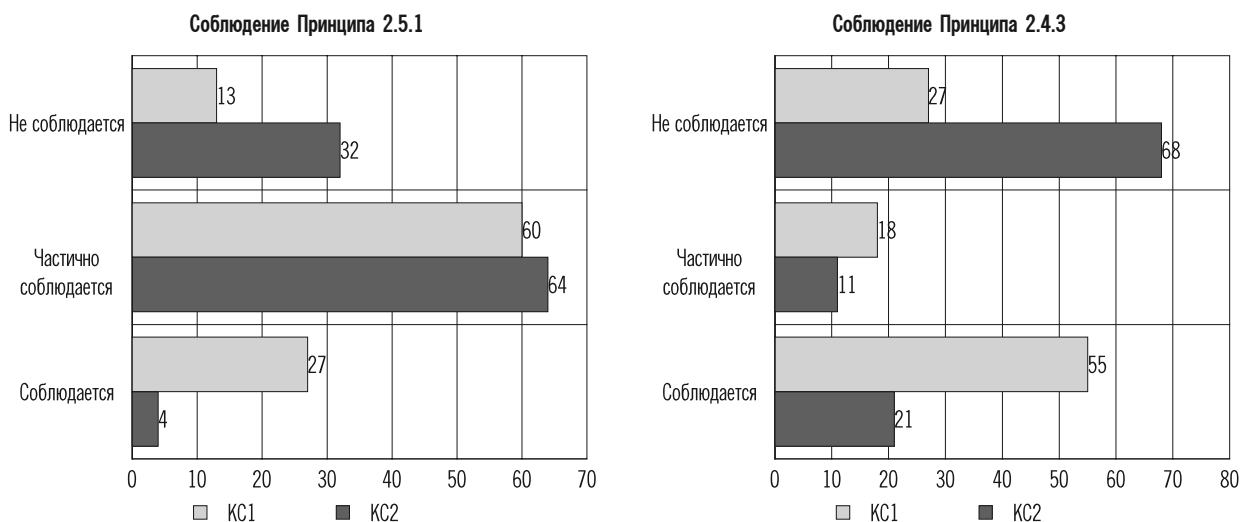 Соблюдение Принципа 2.5.1
Не соблюдается
13
32
Частично
соблюдается
60
64
Соблюдается
27
4
0 10 20 30 40 50 60 70
КС1 КС2
Соблюдение Принципа 2.4.3
Не соблюдается
27
68
Частично
соблюдается
18
11
Соблюдается
55
21
0 10 20 30 40 50 60 70 80
КС1 КС2